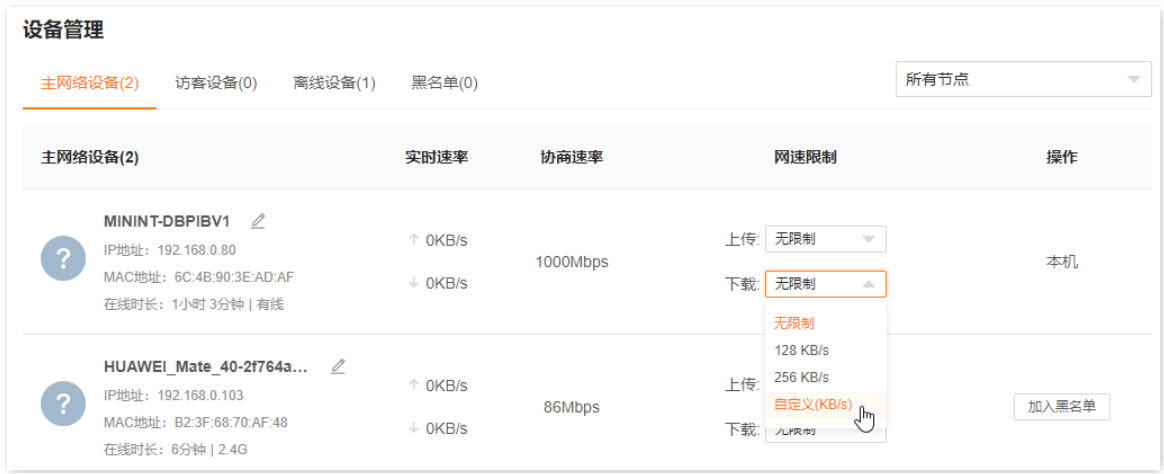 设备管理
主网络设备(2) 访客设备(0) 离线设备(1) 黑名单(0) 所有节点
主网络设备(2) 实时速率 协商速率 网速限制 操作
MININT-DBPIBV1
IP地址: 192.168.0.80
MAC地址: 6C:4B:90:3E:AD:AF
在线时长: 1小时 3分钟 | 有线
↑ 0KB/s
↓ 0KB/s
1000Mbps
上传: 无限制
下载: 无限制
本机
无限制
128 KB/s
256 KB/s
自定义(KB/s)
HUAWEI_Mate_40-2f764a...
IP地址: 192.168.0.103
MAC地址: B2:3F:68:70:AF:48
在线时长: 6分钟 | 2.4G
↑ 0KB/s
↓ 0KB/s
86Mbps
上传:
下载: 无限制
加入黑名单
?
?